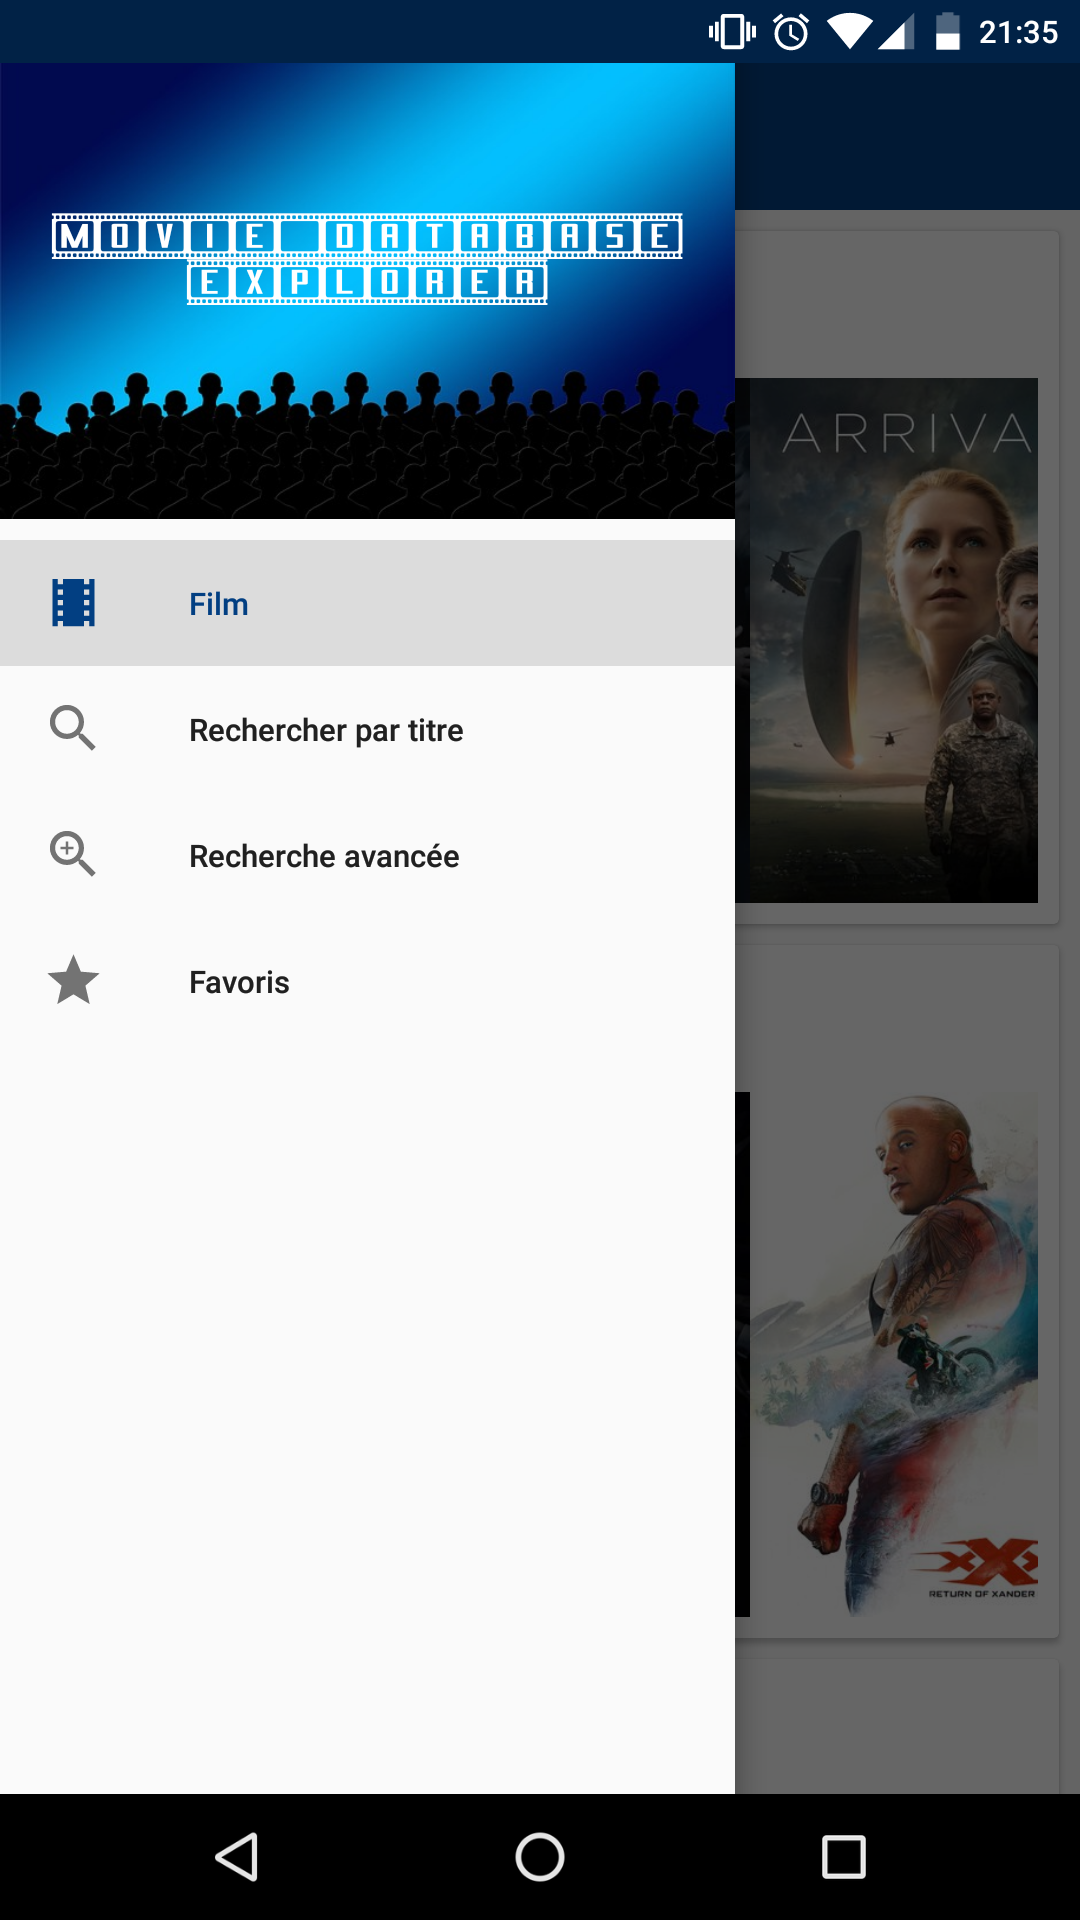 21:35
MOVIE DATABASE
EXPLORER
ARRIVA
Film
Rechercher par titre
Recherche avancée
Favoris
xXx
RETURN OF XANDER